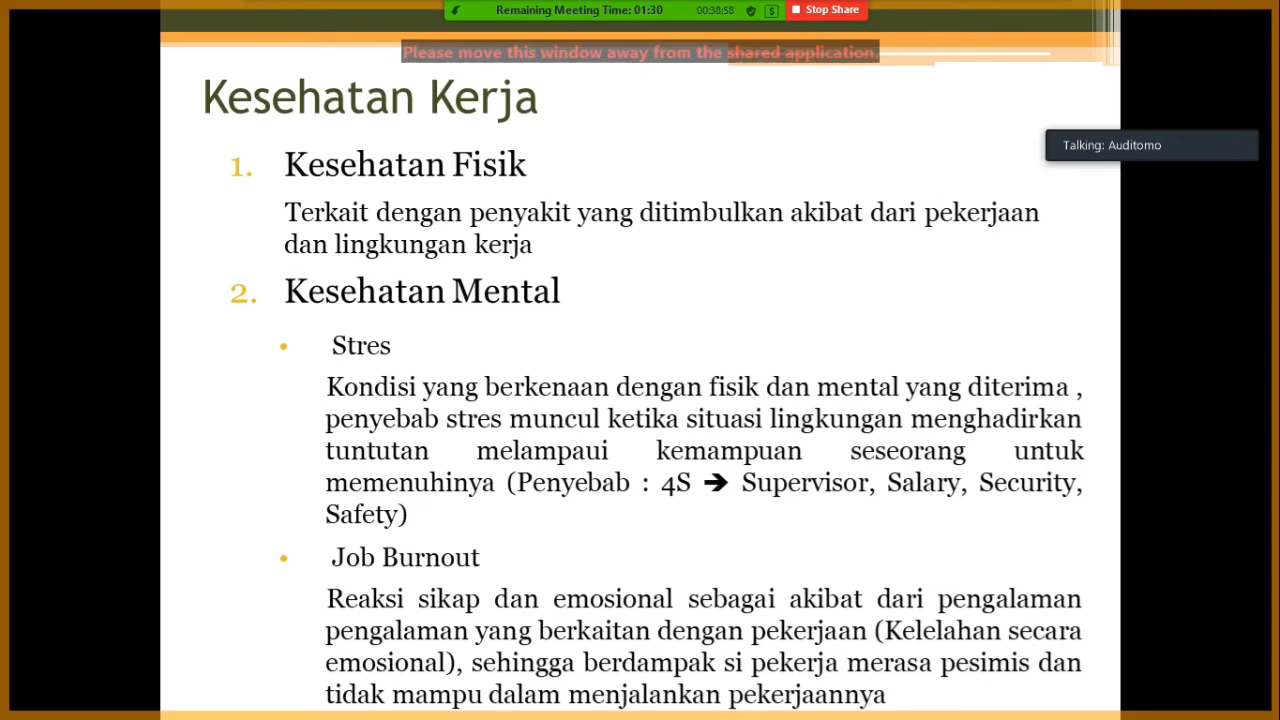 Remaining Meeting Time: 01:30
00:38:58
$
Stop Share
Please move this window away from the shared application.
Kesehatan Kerja
Talking: Auditomo
1. Kesehatan Fisik
Terkait dengan penyakit yang ditimbulkan akibat dari pekerjaan
dan lingkungan kerja
2. Kesehatan Mental
• Stres
Kondisi yang berkenaan dengan fisik dan mental yang diterima ,
penyebab stres muncul ketika situasi lingkungan menghadirkan
tuntutan melampaui kemampuan seseorang untuk
memenuhinya (Penyebab : 4S ➔ Supervisor, Salary, Security,
Safety)
• Job Burnout
Reaksi sikap dan emosional sebagai akibat dari pengalaman
pengalaman yang berkaitan dengan pekerjaan (Kelelahan secara
emosional), sehingga berdampak si pekerja merasa pesimis dan
tidak mampu dalam menjalankan pekerjaannya